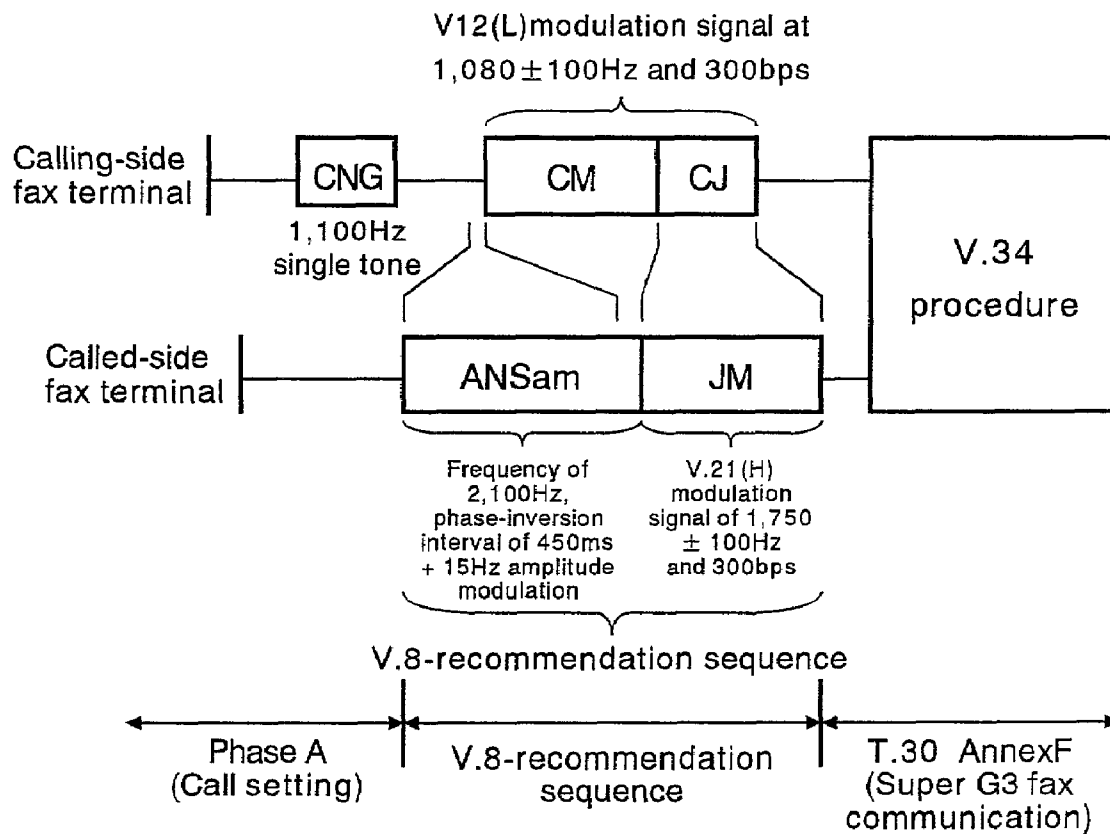 V12(L)modulation signal at
1,080±100Hz and 300bps
Calling-side
fax terminal
CNG
CM
CJ
1,100Hz
single tone
V.34
procedure
Called-side
fax terminal
ANSam
JM
Frequency of
2,100Hz,
phase-inversion
interval of 450ms
+ 15Hz amplitude
modulation
V.21(H)
modulation
signal of 1,750
± 100Hz
and 300bps
V.8-recommendation sequence
Phase A
(Call setting)
V.8-recommendation
sequence
T.30 AnnexF
(Super G3 fax
communication)